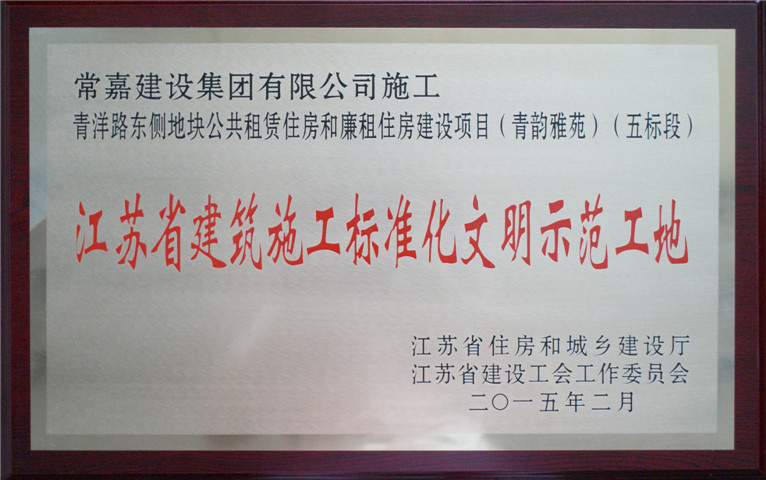 常嘉建设集团有限公司施工
青洋路东侧地块公共租赁住房和廉租住房建设项目（青韵雅苑）（五标段）
江苏省建筑施工标准化文明示范工地
江苏省住房和城乡建设厅
江苏省建设工会工作委员会
二〇一五年二月